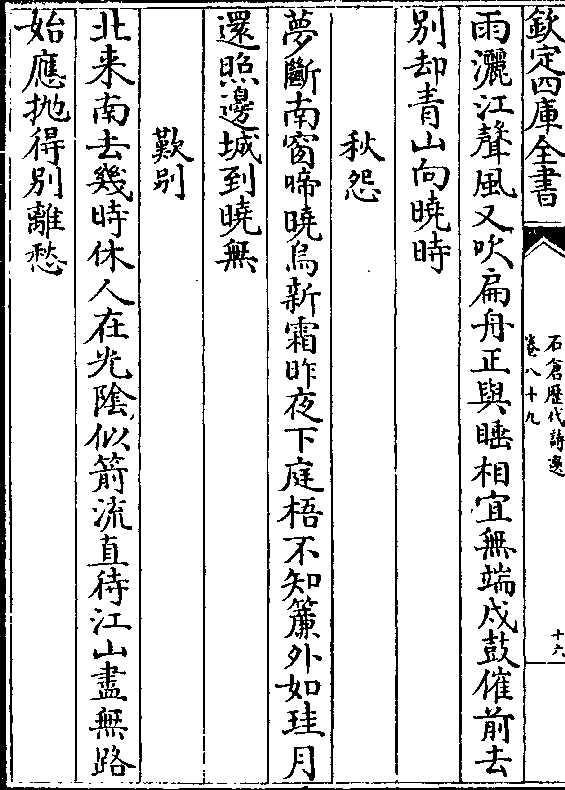 欽定四庫全書
石倉歴代詩選
卷八十九
十六
雨灑江聲風又吹扁舟正與睡相宜無端戍鼓催前去
别却青山向曉時
秋怨
夢斷南窗啼曉烏新霜昨夜下庭梧不知簾外如珪月
還照邊城到曉無
歎别
北来南去幾時休人在光陰似箭流直待江山盡無路
始應抛得别離愁